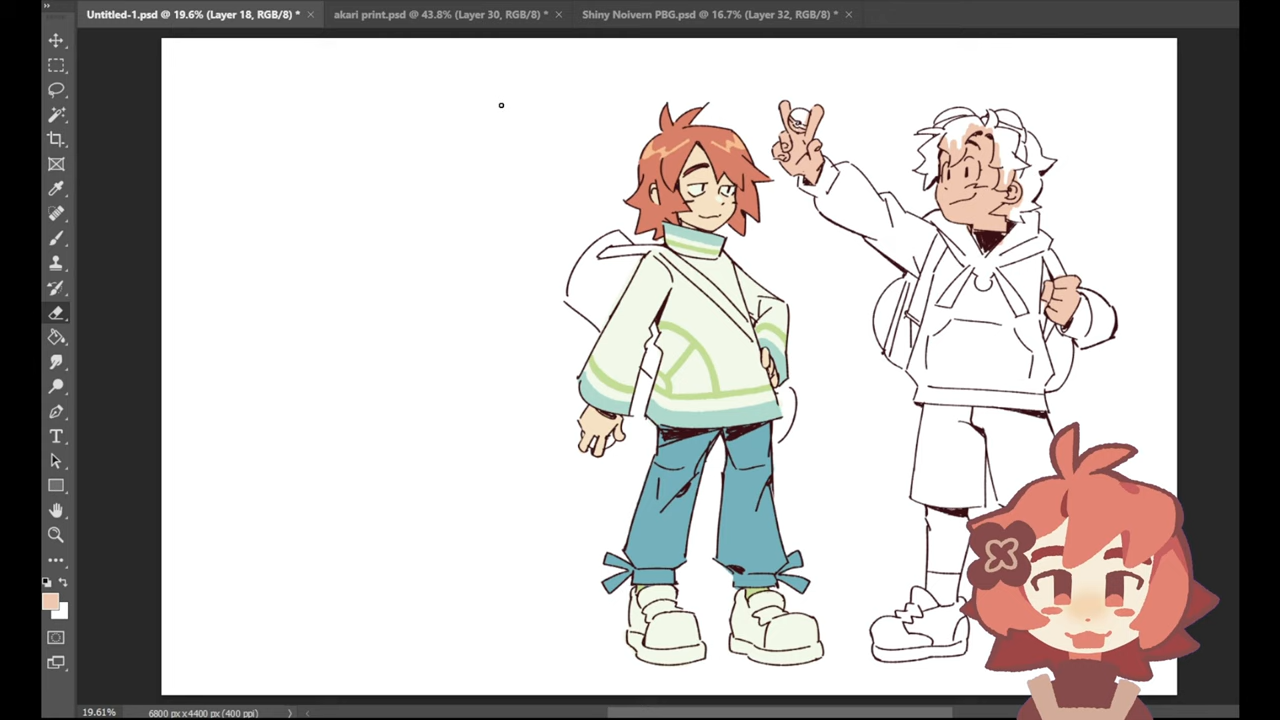 Untitled-1.psd @ 19.6% (Layer 18, RGB/8) *
akari print.psd @ 43.8% (Layer 30, RGB/8) *
Shiny Noivern PBG.psd @ 16.7% (Layer 32, RGB/8) *
T
19.61%
6800 px x 4400 px (400 ppi)